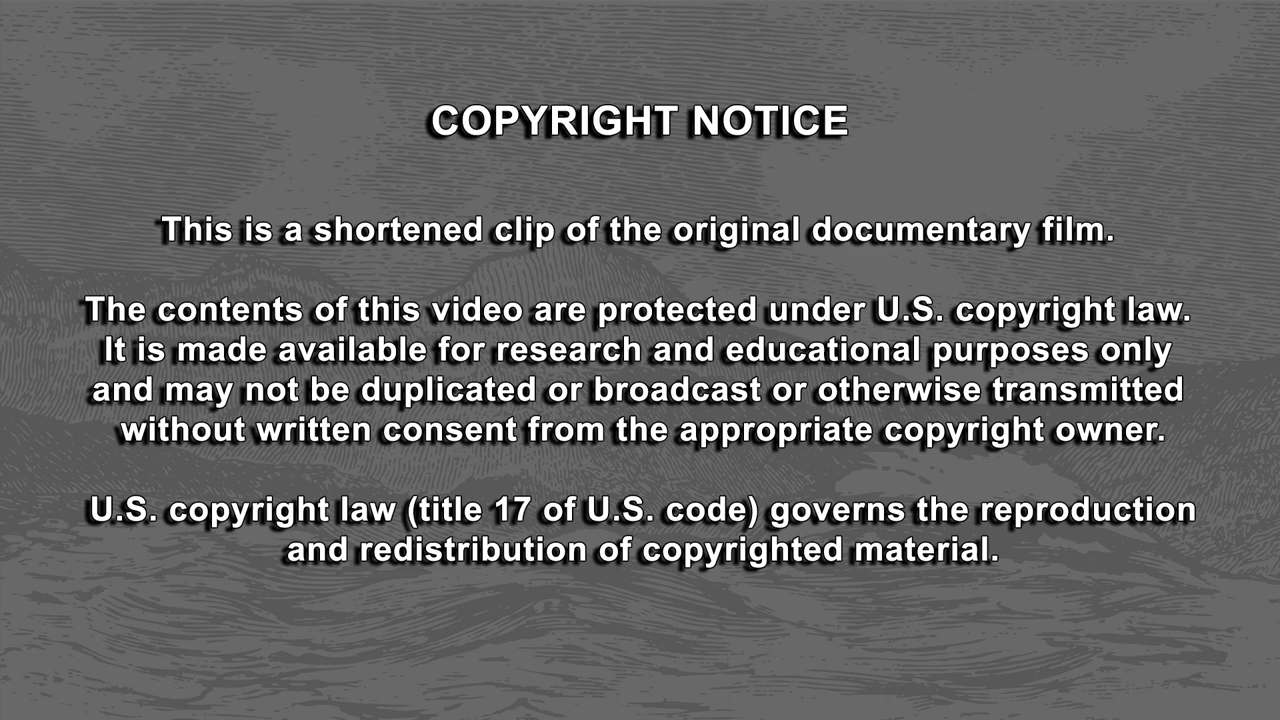 COPYRIGHT NOTICE
This is a shortened clip of the original documentary film.
The contents of this video are protected under U.S. copyright law.
It is made available for research and educational purposes only
and may not be duplicated or broadcast or otherwise transmitted
without written consent from the appropriate copyright owner.
U.S. copyright law (title 17 of U.S. code) governs the reproduction
and redistribution of copyrighted material.